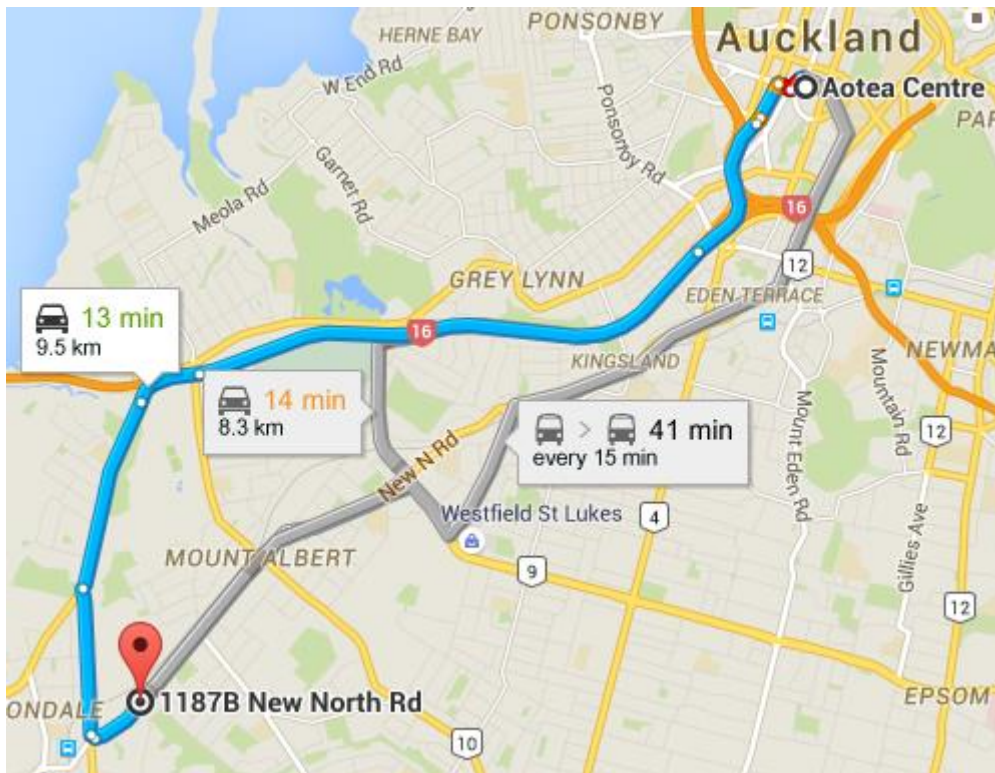 PONSONBY
HERNE BAY
Auckland
W End Rd
Aotea Centre
Ponsonby Rd
Garnet Rd
Meola Rd
16
12
GREY LYNN
EDEN TERRACE
13 min
9.5 km
16
KINGSLAND
NEWMA
14 min
8.3 km
41 min
every 15 min
Mountain Rd
Mount Eden Rd
12
New N Rd
Westfield St Lukes
4
Gillies Ave
MOUNT ALBERT
9
12
1187B New North Rd
EPSOM
ONDALE
10